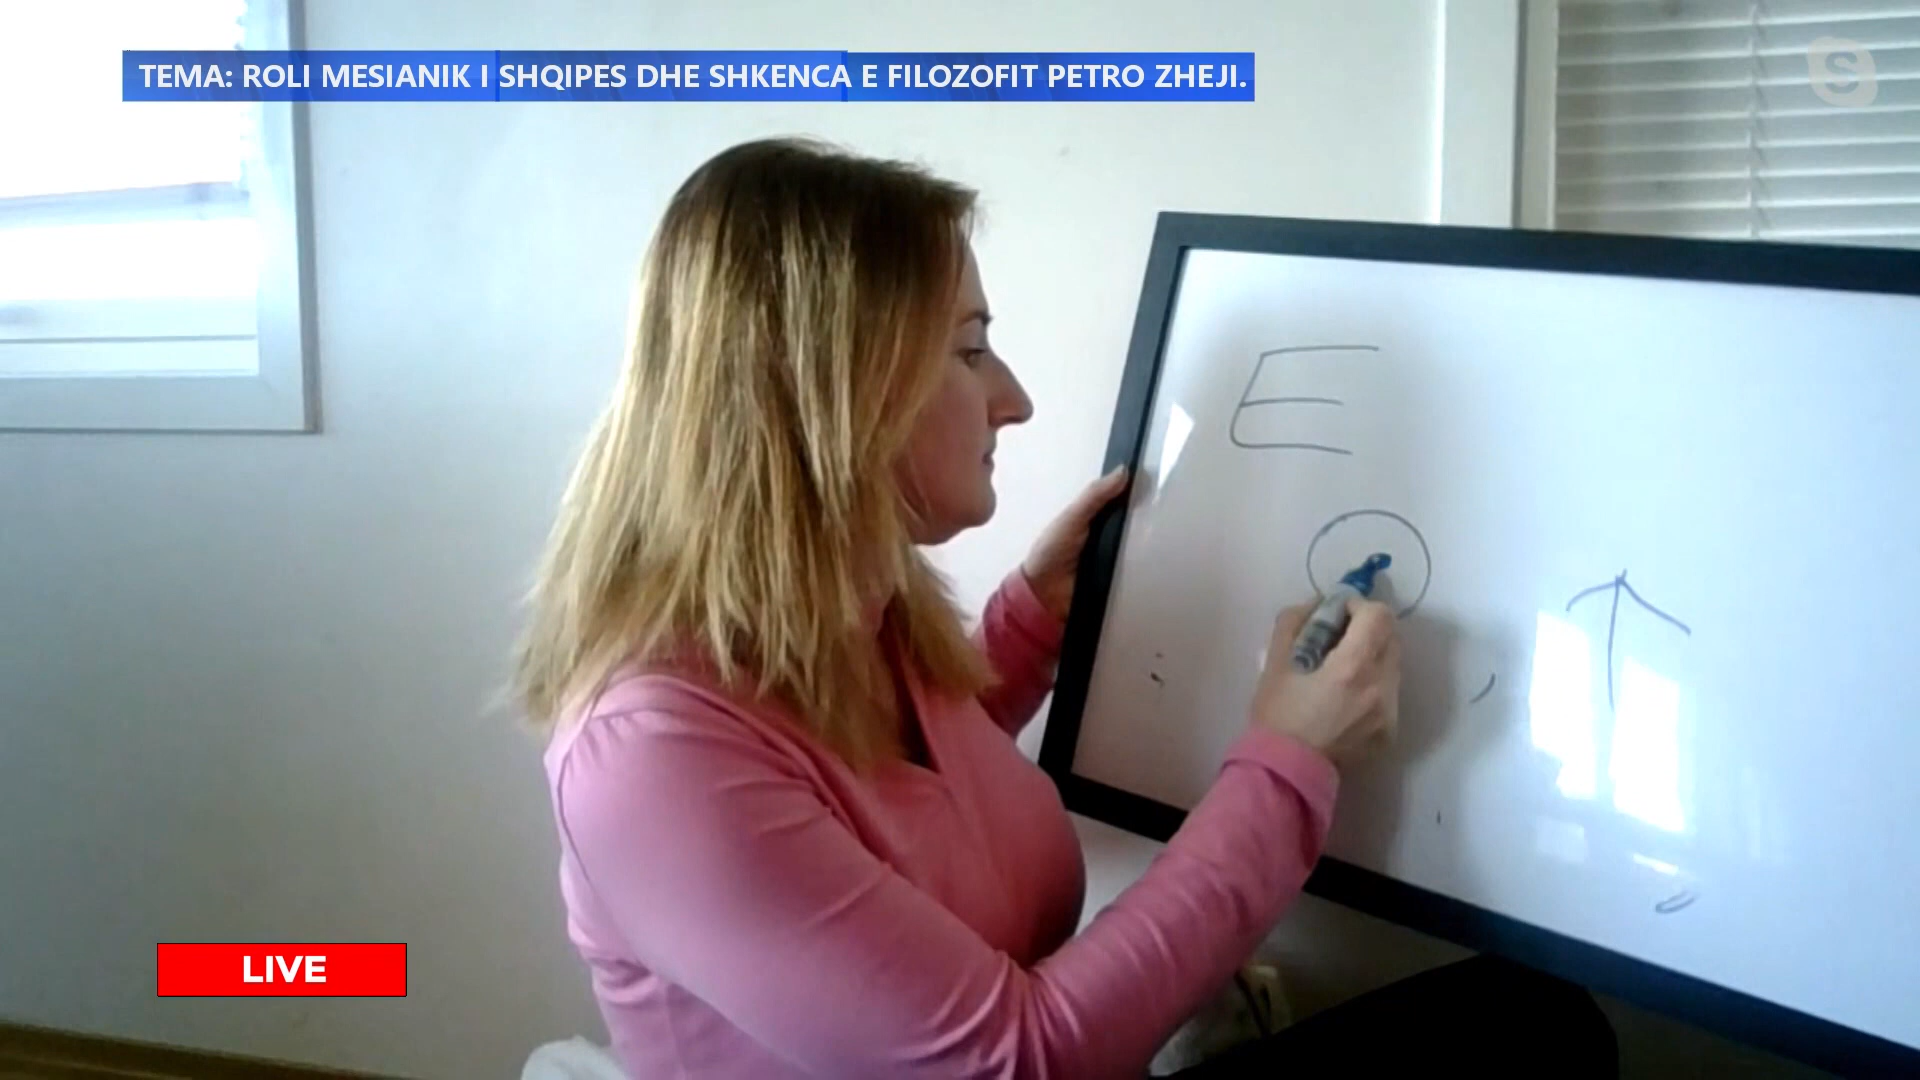 TEMA: ROLI MESIANIK I SHQIPES DHE SHKENCA E FILOZOFIT PETRO ZHEJI.
E
LIVE